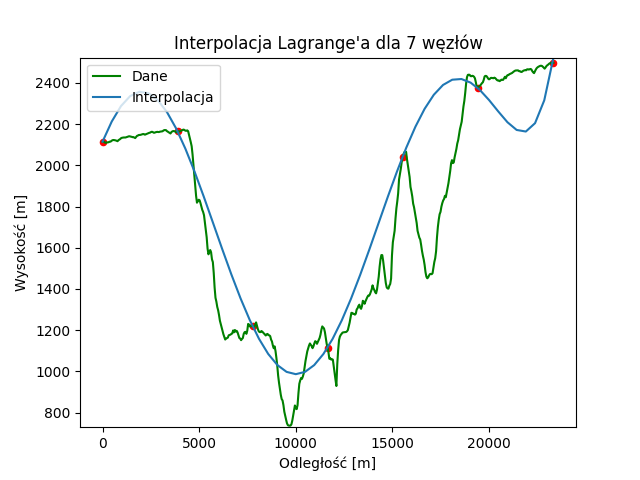 Interpolacja Lagrange'a dla 7 węzłów
Dane
Interpolacja
2400
2200
2000
1800
1600
1400
1200
1000
800
Wysokość [m]
0 5000 10000 15000 20000
Odległość [m]